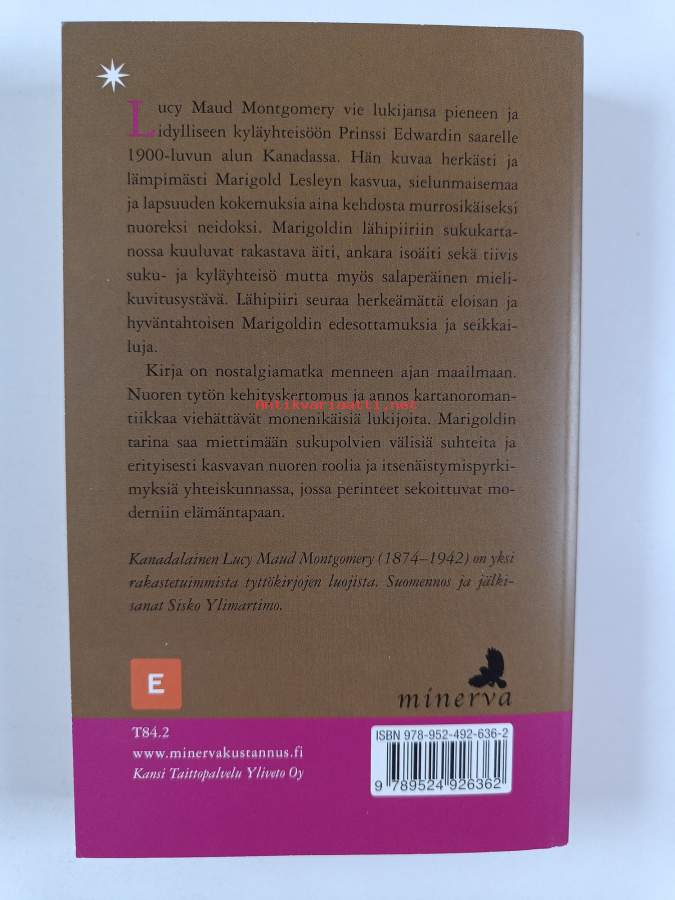 Lucy Maud Montgomery vie lukijansa pieneen ja
idylliseen kyläyhteisöön Prinssi Edwardin saarelle
1900-luvun alun Kanadassa. Hän kuvaa herkästi ja
lämpimästi Marigold Lesleyn kasvua, sielunmaisemaa
ja lapsuuden kokemuksia aina kehdosta murrosikäiseksi
nuoreksi neidoksi. Marigoldin lähipiiriin sukukarta-
nossa kuuluvat rakastava äiti, ankara isoäiti sekä tiivis
suku- ja kyläyhteisö mutta myös salaperäinen mieli-
kuvitusystävä. Lähipiiri seuraa herkeämättä eloisan ja
hyväntahtoisen Marigoldin edesottamuksia ja seikkai-
luja.
Kirja on nostalgiamatka menneen ajan maailmaan.
Nuoren tytön kehityskertomus ja annos kartanoroman-
Antikvariaatti.net
tiikkaa viehättävät monenikäisiä lukijoita. Marigoldin
tarina saa miettimään sukupolvien välisiä suhteita ja
erityisesti kasvavan nuoren roolia ja itsenäistymispyrki-
myksiä yhteiskunnassa, jossa perinteet sekoittuvat mo-
derniin elämäntapaan.
Kanadalainen Lucy Maud Montgomery (1874–1942) on yksi
rakastetuimmista tyttökirjojen luojista. Suomennos ja jälki-
sanat Sisko Ylimartimo.
E
minerva
T84.2
www.minervakustannus.fi
Kansi Taittopalvelu Yliveto Oy
ISBN 978-952-492-636-2
9 789524 926362